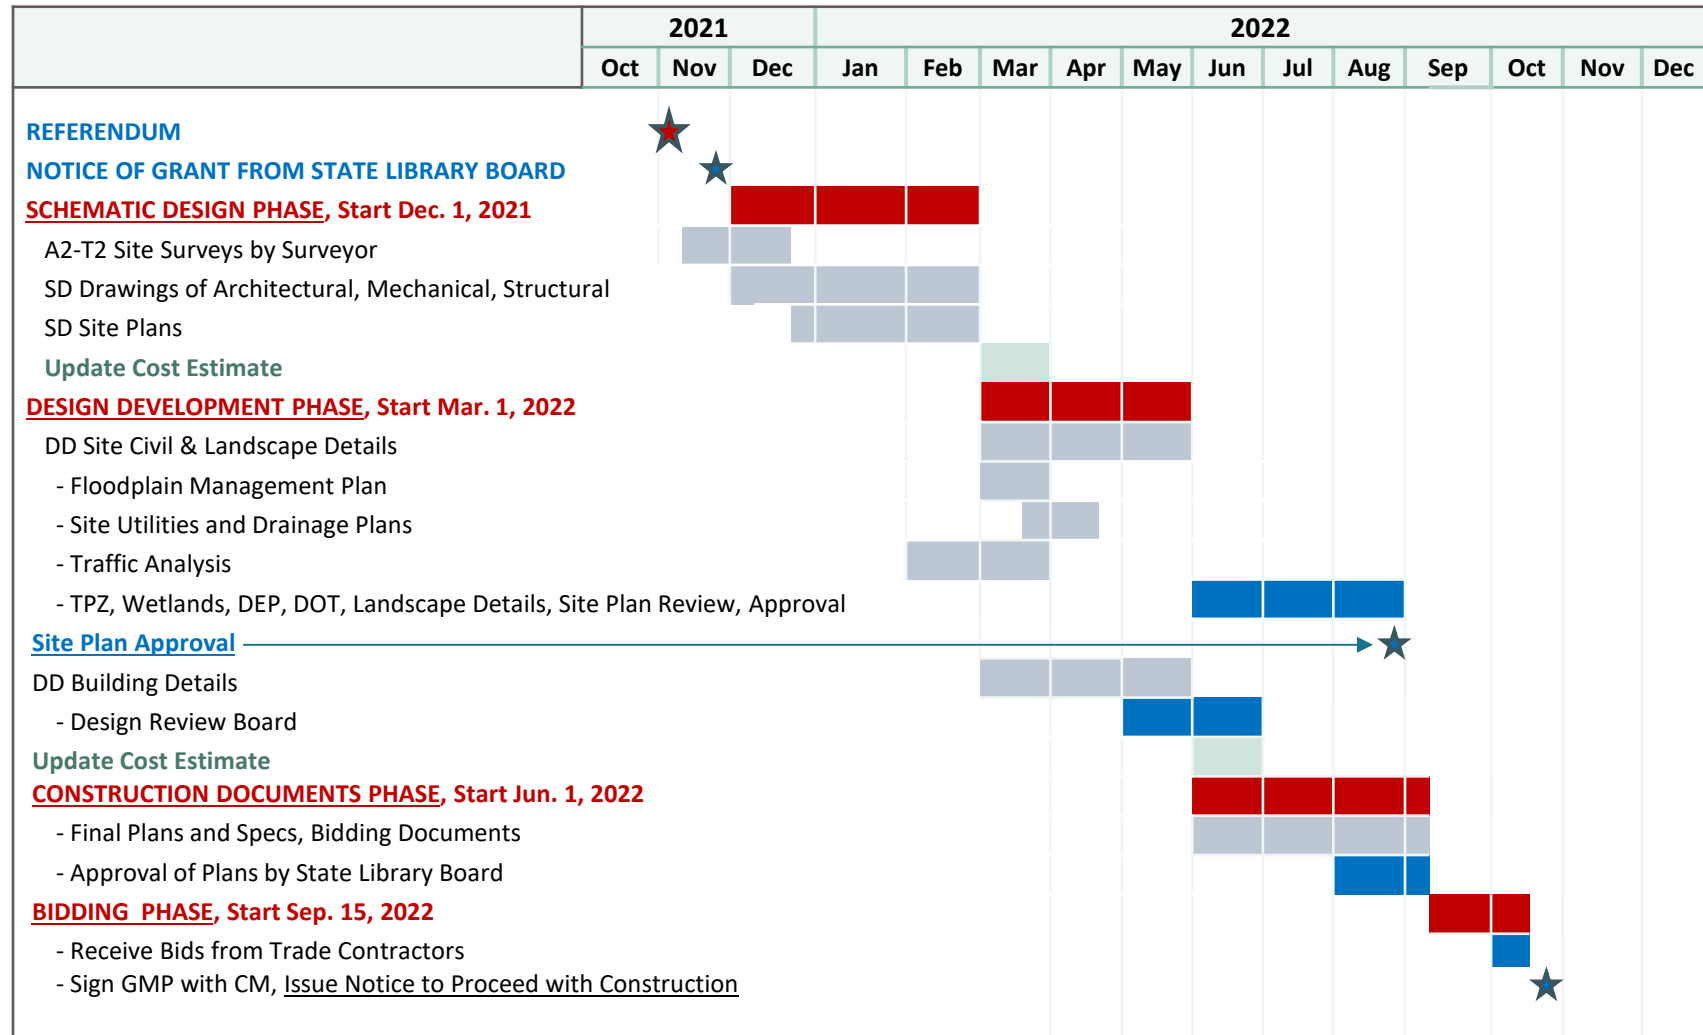 2021 2022
Oct Nov Dec Jan Feb Mar Apr May Jun Jul Aug Sep Oct Nov Dec
REFERENDUM
NOTICE OF GRANT FROM STATE LIBRARY BOARD
SCHEMATIC DESIGN PHASE, Start Dec. 1, 2021
A2-T2 Site Surveys by Surveyor
SD Drawings of Architectural, Mechanical, Structural
SD Site Plans
Update Cost Estimate
DESIGN DEVELOPMENT PHASE, Start Mar. 1, 2022
DD Site Civil & Landscape Details
- Floodplain Management Plan
- Site Utilities and Drainage Plans
- Traffic Analysis
- TPZ, Wetlands, DEP, DOT, Landscape Details, Site Plan Review, Approval
Site Plan Approval
DD Building Details
- Design Review Board
Update Cost Estimate
CONSTRUCTION DOCUMENTS PHASE, Start Jun. 1, 2022
- Final Plans and Specs, Bidding Documents
- Approval of Plans by State Library Board
BIDDING PHASE, Start Sep. 15, 2022
- Receive Bids from Trade Contractors
- Sign GMP with CM, Issue Notice to Proceed with Construction